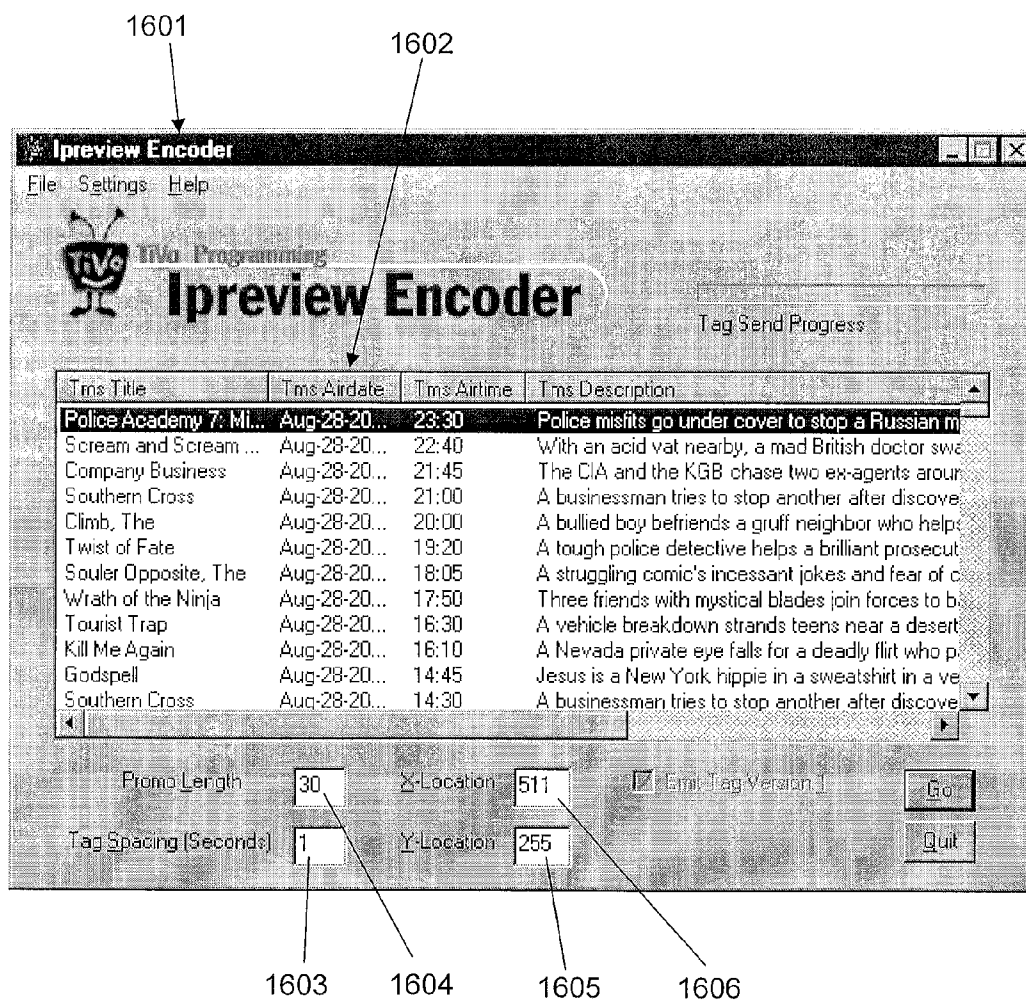 1601
1602
Ipreview Encoder
File Settings Help
TiVo
TiVo Programming
Ipreview Encoder
Tag Send Progress
Tms Title Tms Airdate Tms Airtime Tms Description
Police Academy 7: Mi... Aug-28-20... 23:30 Police misfits go under cover to stop a Russian m
Scream and Scream ... Aug-28-20... 22:40 With an acid vat nearby, a mad British doctor swa
Company Business Aug-28-20... 21:45 The CIA and the KGB chase two ex-agents aroun
Southern Cross Aug-28-20... 21:00 A businessman tries to stop another after discove
Climb, The Aug-28-20... 20:00 A bullied boy befriends a gruff neighbor who helps
Twist of Fate Aug-28-20... 19:20 A tough police detective helps a brilliant prosecut
Souler Opposite, The Aug-28-20... 18:05 A struggling comic's incessant jokes and fear of c
Wrath of the Ninja Aug-28-20... 17:50 Three friends with mystical blades join forces to b
Tourist Trap Aug-28-20... 16:30 A vehicle breakdown strands teens near a desert
Kill Me Again Aug-28-20... 16:10 A Nevada private eye falls for a deadly flirt who p
Godspell Aug-28-20... 14:45 Jesus is a New York hippie in a sweatshirt in a ve
Southern Cross Aug-28-20... 14:30 A businessman tries to stop another after discove
Promo Length 30 X-Location 511 Emit Tag Version 1 Go
Tag Spacing (Seconds) 1 Y-Location 255 Quit
1603 1604 1605 1606